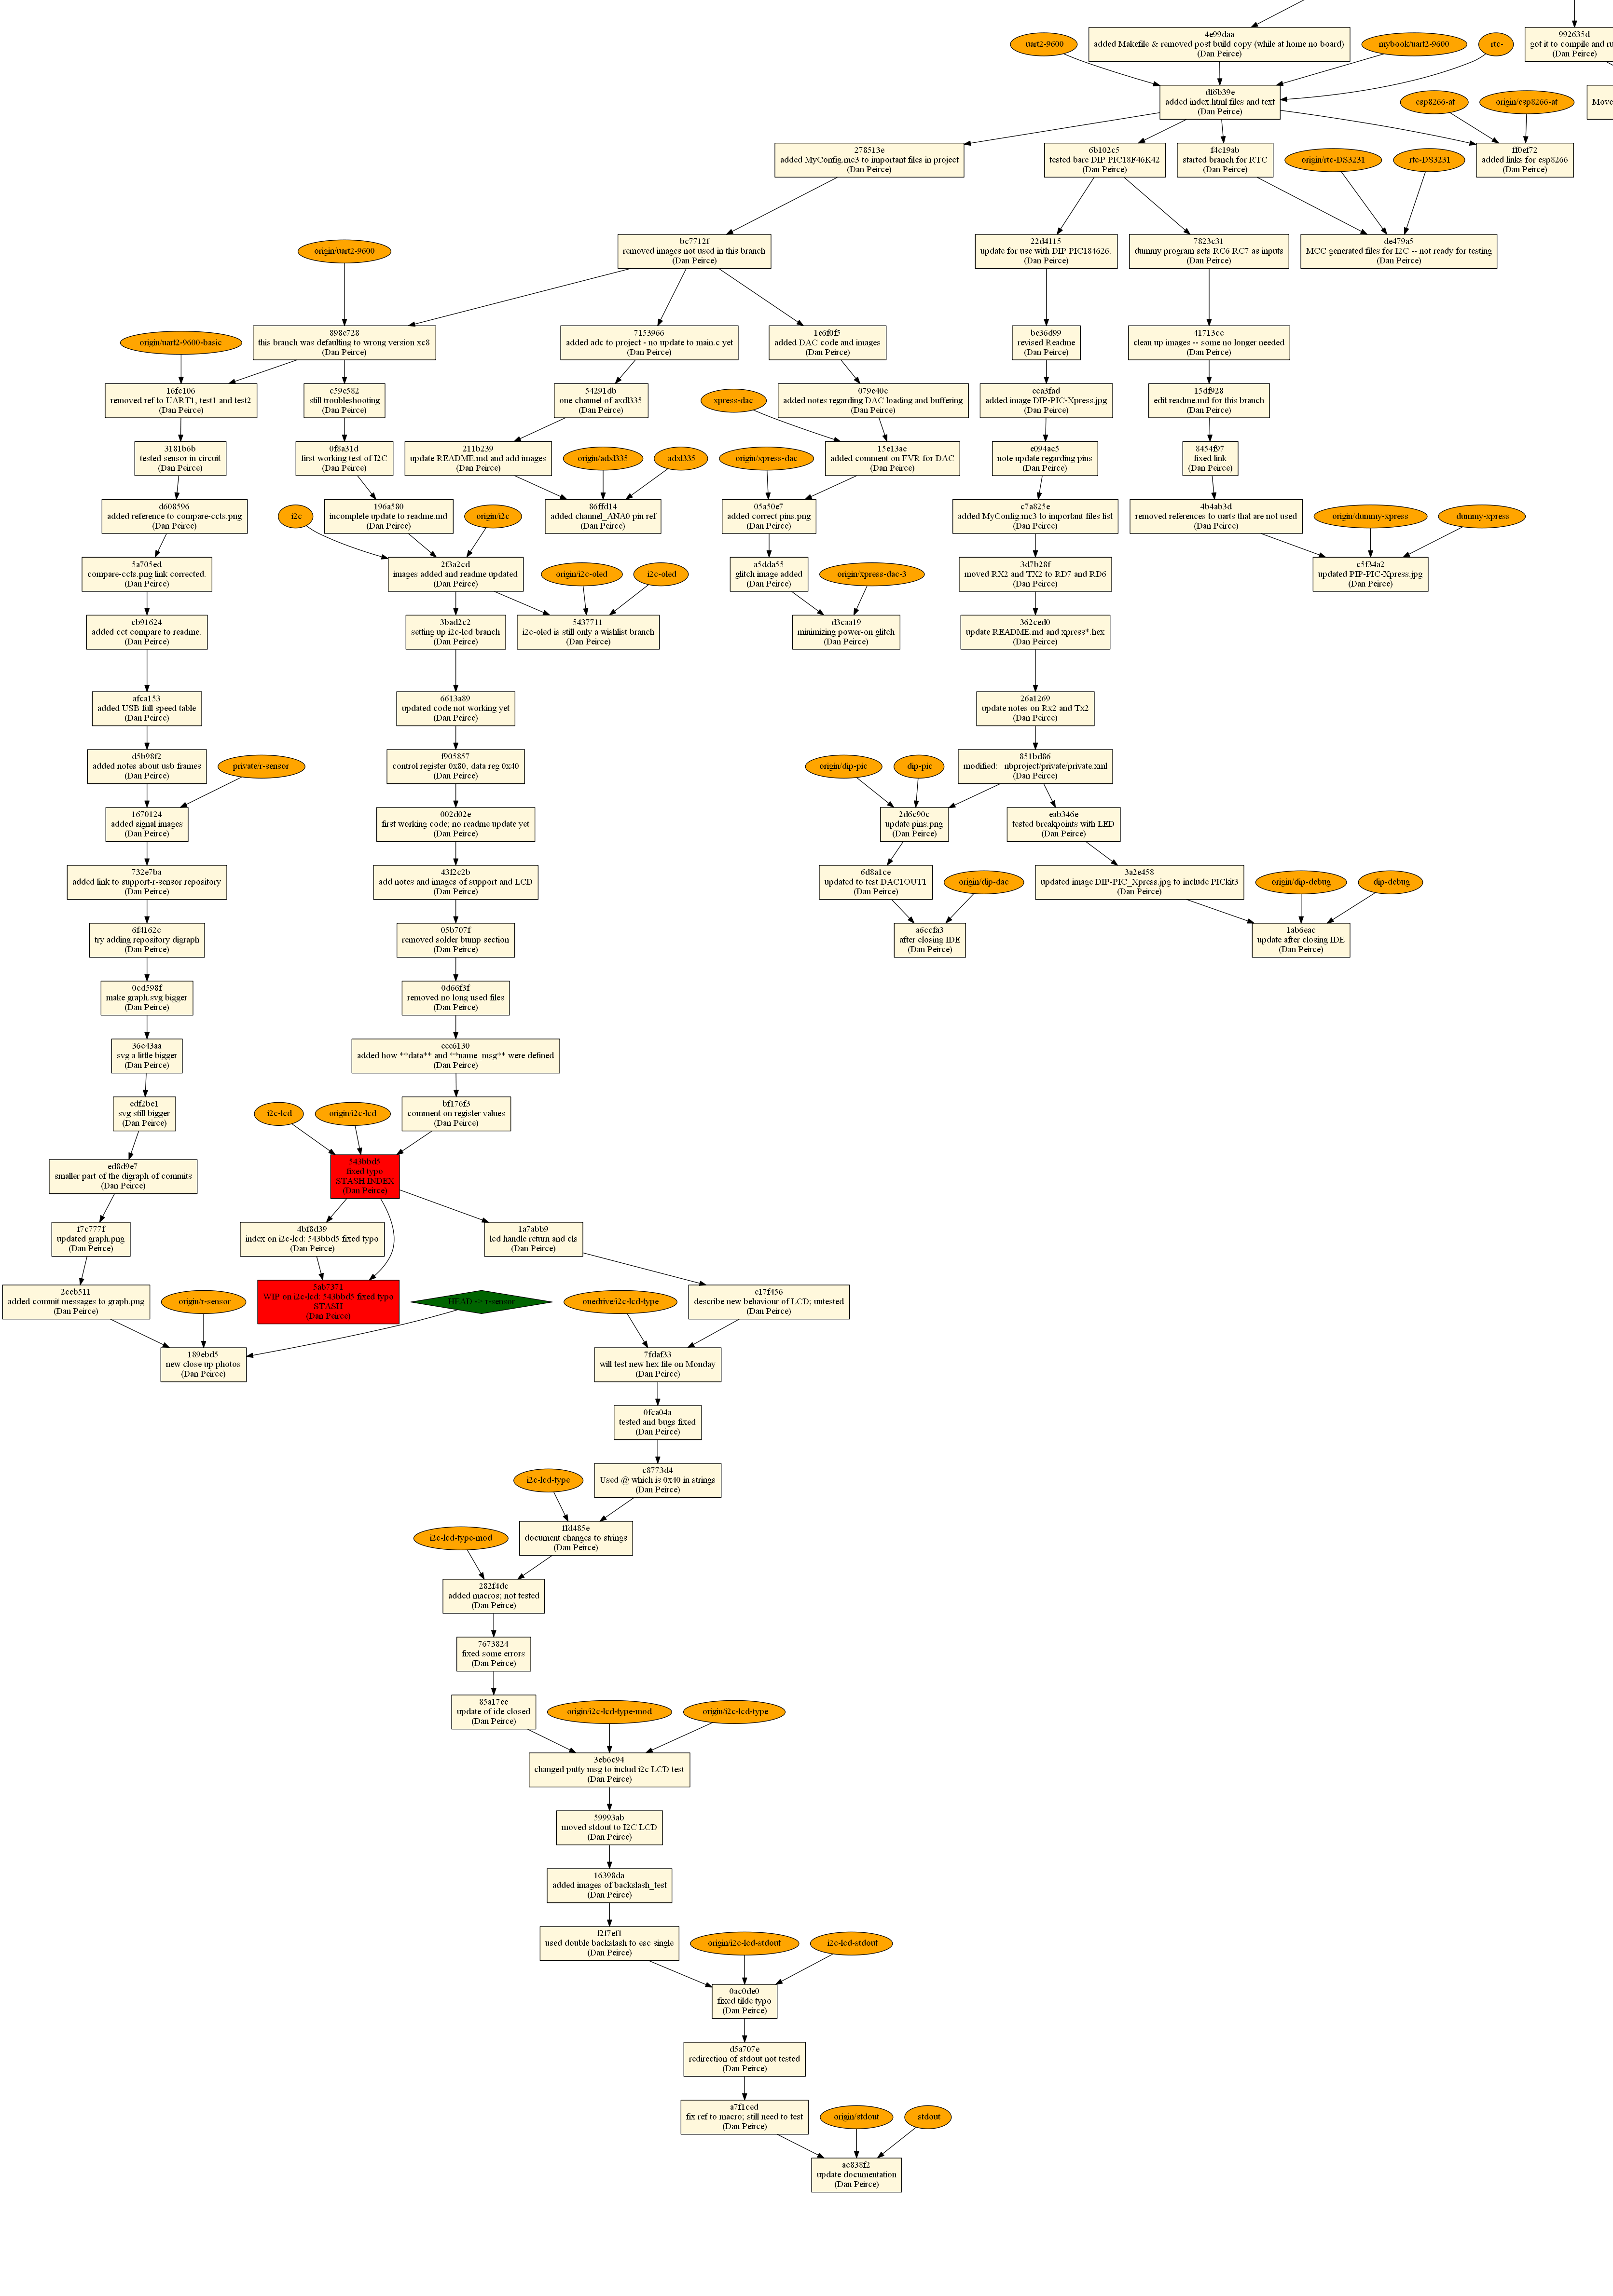 4e99daa
added Makefile & removed post build copy (while at home no board)
(Dan Peirce)
992635d
got it to compile and ru
(Dan Peirce)
uart2-9600
mybook/uart2-9600
rtc-
df6b39e
added index.html files and text
(Dan Peirce)
esp8266-at
origin/esp8266-at
Move
278513e
added MyConfig.mc3 to important files in project
(Dan Peirce)
6b102c5
tested bare DIP PIC18F46K42
(Dan Peirce)
f4c19ab
started branch for RTC
(Dan Peirce)
origin/rtc-DS3231
rtc-DS3231
ff0ef72
added links for esp8266
(Dan Peirce)
origin/uart2-9600
bc7712f
removed images not used in this branch
(Dan Peirce)
22d4115
update for use with DIP PIC184626.
(Dan Peirce)
7823c31
dummy program sets RC6 RC7 as inputs
(Dan Peirce)
de479a5
MCC generated files for I2C -- not ready for testing
(Dan Peirce)
origin/uart2-9600-basic
898e728
this branch was defaulting to wrong version xc8
(Dan Peirce)
7153966
added adc to project - no update to main.c yet
(Dan Peirce)
1e6f0f5
added DAC code and images
(Dan Peirce)
be36d99
revised Readme
(Dan Peirce)
41713cc
clean up images -- some no longer needed
(Dan Peirce)
16fc106
removed ref to UART1, test1 and test2
(Dan Peirce)
c59e582
still troubleshooting
(Dan Peirce)
54291db
one channel of axdl335
(Dan Peirce)
xpress-dac
079e40e
added notes regarding DAC loading and buffering
(Dan Peirce)
eca3fad
added image DIP-PIC-Xpress.jpg
(Dan Peirce)
15df928
edit readme.md for this branch
(Dan Peirce)
3181b6b
tested sensor in circuit
(Dan Peirce)
0f8a31d
first working test of I2C
(Dan Peirce)
211b239
update README.md and add images
(Dan Peirce)
origin/adxl335
adxl335
origin/xpress-dac
15e13ae
added comment on FVR for DAC
(Dan Peirce)
e094ac5
note update regarding pins
(Dan Peirce)
8454f97
fixed link
(Dan Peirce)
d608596
added reference to compare-ccts.png
(Dan Peirce)
i2c
196a580
incomplete update to readme.md
(Dan Peirce)
origin/i2c
86ffd14
added channel_ANA0 pin ref
(Dan Peirce)
05a50e7
added correct pins.png
(Dan Peirce)
c7a825e
added MyConfig.mc3 to important files list
(Dan Peirce)
4b4ab3d
removed references to uarts that are not used
(Dan Peirce)
origin/dummy-xpress
dummy-xpress
5a705ed
compare-ccts.png link corrected.
(Dan Peirce)
2f3a2cd
images added and readme updated
(Dan Peirce)
origin/i2c-oled
i2c-oled
a5dda55
glitch image added
(Dan Peirce)
origin/xpress-dac-3
3d7b28f
moved RX2 and TX2 to RD7 and RD6
(Dan Peirce)
c5f34a2
updated PIP-PIC-Xpress.jpg
(Dan Peirce)
cb91624
added cct compare to readme.
(Dan Peirce)
3bad2c2
setting up i2c-lcd branch
(Dan Peirce)
5437711
i2c-oled is still only a wishlist branch
(Dan Peirce)
d3caa19
minimizing power-on glitch
(Dan Peirce)
362ced0
update README.md and xpress*.hex
(Dan Peirce)
afca153
added USB full speed table
(Dan Peirce)
6613a89
updated code not working yet
(Dan Peirce)
26a1269
update notes on Rx2 and Tx2
(Dan Peirce)
d5b98f2
added notes about usb frames
(Dan Peirce)
private/r-sensor
f905857
control register 0x80, data reg 0x40
(Dan Peirce)
origin/dip-pic
dip-pic
851bd86
modified:   nbproject/private/private.xml
(Dan Peirce)
1670124
added signal images
(Dan Peirce)
002d02e
first working code; no readme update yet
(Dan Peirce)
2d6c90c
update pins.png
(Dan Peirce)
eab346e
tested breakpoints with LED
(Dan Peirce)
732e7ba
added link to support-r-sensor repository
(Dan Peirce)
43f2c2b
add notes and images of support and LCD
(Dan Peirce)
6d8a1ce
updated to test DAC1OUT1
(Dan Peirce)
origin/dip-dac
3a2e458
updated image DIP-PIC_Xpress.jpg to include PICkit3
(Dan Peirce)
origin/dip-debug
dip-debug
6f4162c
try adding repository digraph
(Dan Peirce)
05b707f
removed solder bump section
(Dan Peirce)
a6ccfa3
after closing IDE
(Dan Peirce)
1ab6eac
update after closing IDE
(Dan Peirce)
0cd598f
make graph.svg bigger
(Dan Peirce)
0d66f3f
removed no long used files
(Dan Peirce)
36c43aa
svg a little bigger
(Dan Peirce)
eee6130
added how **data** and **name_msg** were defined
(Dan Peirce)
edf2be1
svg still bigger
(Dan Peirce)
i2c-lcd
origin/i2c-lcd
bf176f3
comment on register values
(Dan Peirce)
ed8d9e7
smaller part of the digraph of commits
(Dan Peirce)
543bbd5
fixed typo
STASH INDEX
(Dan Peirce)
f7c777f
updated graph.png
(Dan Peirce)
4bf8d39
index on i2c-lcd: 543bbd5 fixed typo
(Dan Peirce)
1a7abb9
lcd handle return and cls
(Dan Peirce)
2ceb511
added commit messages to graph.png
(Dan Peirce)
origin/r-sensor
5ab7371
WIP on i2c-lcd: 543bbd5 fixed typo
STASH
(Dan Peirce)
HEAD -> r-sensor
onedrive/i2c-lcd-type
e17f456
describe new behaviour of LCD; untested
(Dan Peirce)
189ebd5
new close up photos
(Dan Peirce)
7fdaf33
will test new hex file on Monday
(Dan Peirce)
0fca04a
tested and bugs fixed
(Dan Peirce)
i2c-lcd-type
c8773d4
Used @ which is 0x40 in strings
(Dan Peirce)
i2c-lcd-type-mod
ffd485e
document changes to strings
(Dan Peirce)
282f4dc
added macros; not tested
(Dan Peirce)
7673824
fixed some errors
(Dan Peirce)
85a17ee
update of ide closed
(Dan Peirce)
origin/i2c-lcd-type-mod
origin/i2c-lcd-type
3eb6c94
changed putty msg to includ i2c LCD test
(Dan Peirce)
59993ab
moved stdout to I2C LCD
(Dan Peirce)
16398da
added images of backslash_test
(Dan Peirce)
f2f7ef1
used double backslash to esc single
(Dan Peirce)
origin/i2c-lcd-stdout
i2c-lcd-stdout
0ac0de0
fixed tilde typo
(Dan Peirce)
d5a707e
redirection of stdout not tested
(Dan Peirce)
a7f1ced
fix ref to macro; still need to test
(Dan Peirce)
origin/stdout
stdout
ac838f2
update documentation
(Dan Peirce)